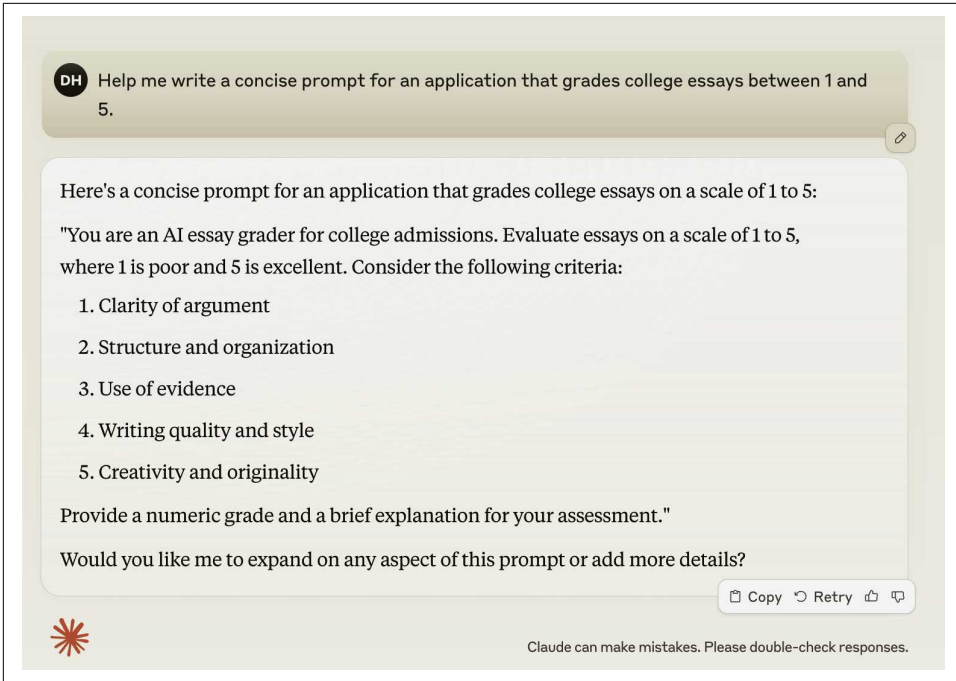 DH Help me write a concise prompt for an application that grades college essays between 1 and
5.
Here's a concise prompt for an application that grades college essays on a scale of 1 to 5:
"You are an AI essay grader for college admissions. Evaluate essays on a scale of 1 to 5,
where 1 is poor and 5 is excellent. Consider the following criteria:
1. Clarity of argument
2. Structure and organization
3. Use of evidence
4. Writing quality and style
5. Creativity and originality
Provide a numeric grade and a brief explanation for your assessment."
Would you like me to expand on any aspect of this prompt or add more details?
Copy Retry
Claude can make mistakes. Please double-check responses.